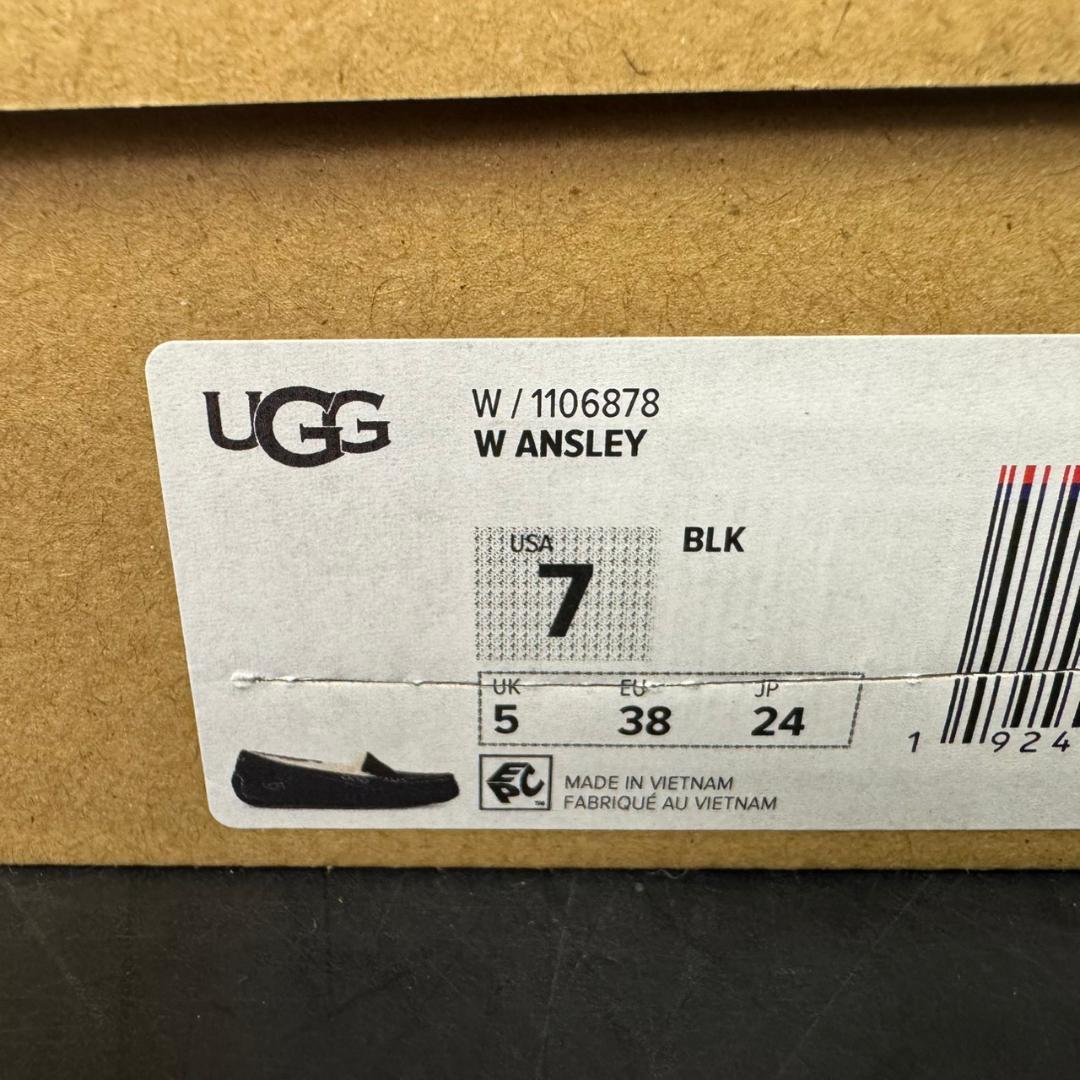 UGG
W / 1106878
W ANSLEY
USA
7
BLK
UK EU JP
5 38 24
1 924
EPC
MADE IN VIETNAM
FABRIQUÉ AU VIETNAM